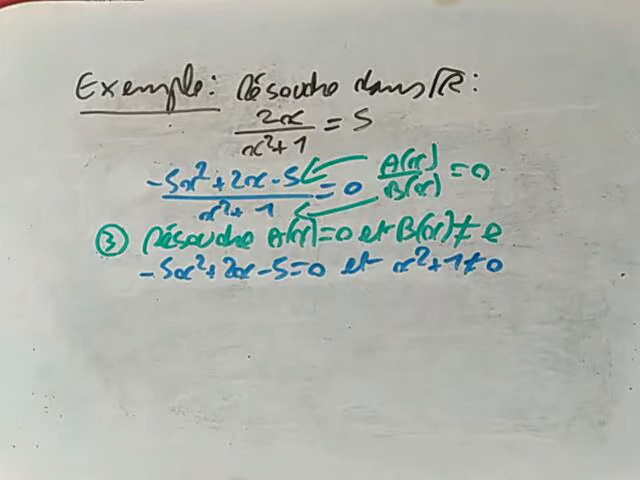 Exemple: Résoudre dans ℝ:
2x/(x²+1) = 5
(-5x²+2x-5)/(x²+1) = 0 A(x)/B(x) = 0
③ Résoudre A(x)=0 et B(x)≠0
-5x²+2x-5=0 et x²+1≠0